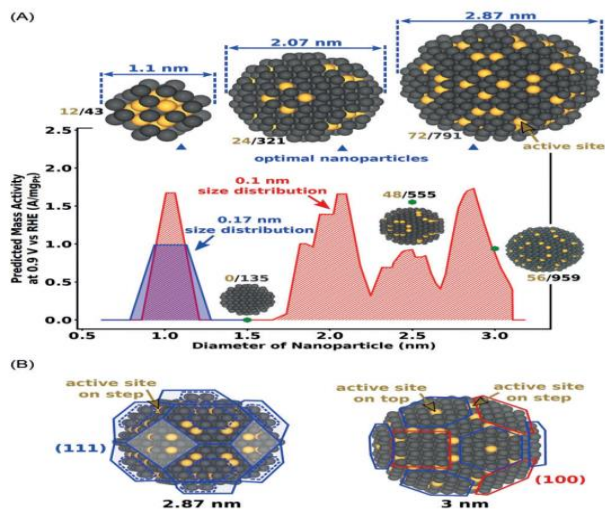 (A)
2.87 nm
2.07 nm
1.1 nm
12/43
24/321
72/791
active site
optimal nanoparticles
2.5
2.0
1.5
1.0
0.5
0.0
Predicted Mass Activity
at 0.9 V vs RHE (A/mgPt)
0.1 nm
size distribution
0.17 nm
size distribution
48/555
0/135
56/959
0.5
1.0
1.5
2.0
2.5
3.0
Diameter of Nanoparticle (nm)
(B)
active site
on step
active site
on top
active site
on step
(111)
(100)
2.87 nm
3 nm